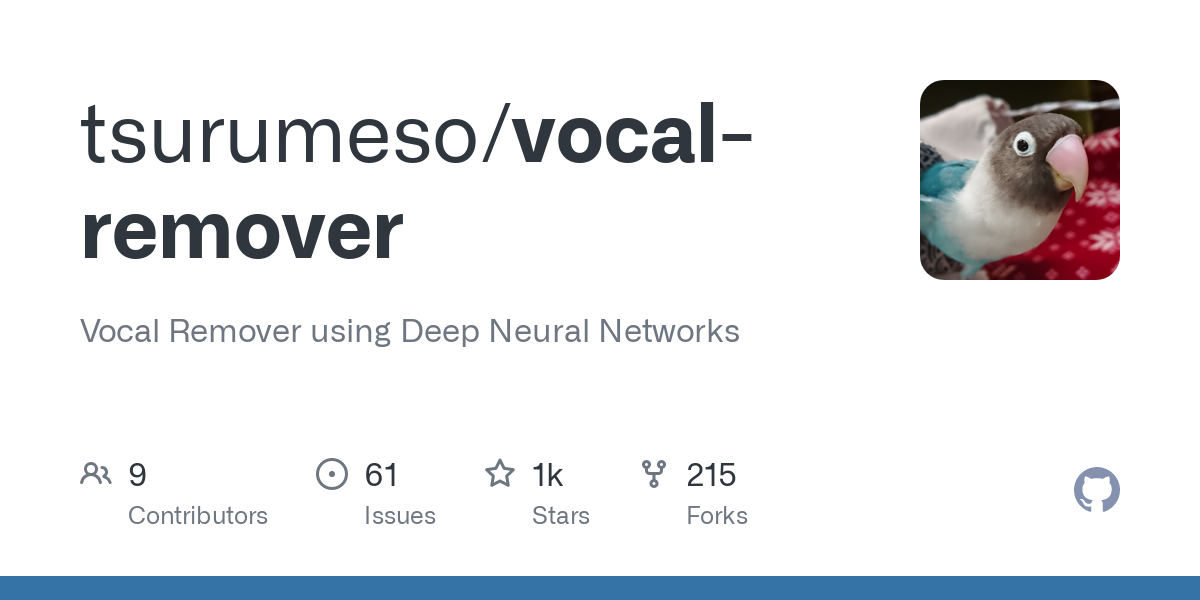 tsurumeso/vocal-
remover
Vocal Remover using Deep Neural Networks
9 61 1k 215
Contributors Issues Stars Forks